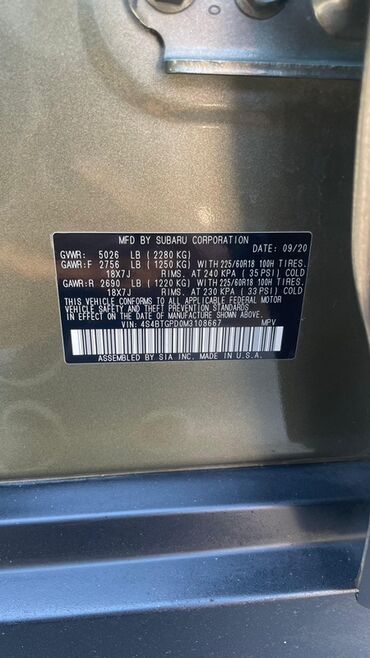 MFD BY SUBARU CORPORATION
GVWR: 5026 LB (2280 KG) DATE: 09/20
GAWR:F 2756 LB (1250 KG) WITH 225/60R18 100H TIRES.
18X7J RIMS. AT 240 KPA (35 PSI) COLD
GAWR:R 2690 LB (1220 KG) WITH 225/60R18 100H TIRES.
18X7J RIMS. AT 230 KPA (33 PSI) COLD
THIS VEHICLE CONFORMS TO ALL APPLICABLE FEDERAL MOTOR
VEHICLE SAFETY AND THEFT PREVENTION STANDARDS
IN EFFECT ON THE DATE OF MANUFACTURE SHOWN ABOVE.
VIN: 4S4BTGPD0M3108667 MPV
ASSEMBLED BY SIA INC. MADE IN U.S.A.